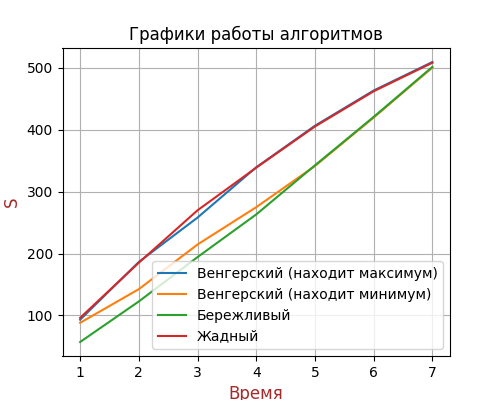 Графики работы алгоритмов
S
500
400
300
200
100
Венгерский (находит максимум)
Венгерский (находит минимум)
Бережливый
Жадный
1 2 3 4 5 6 7
Время